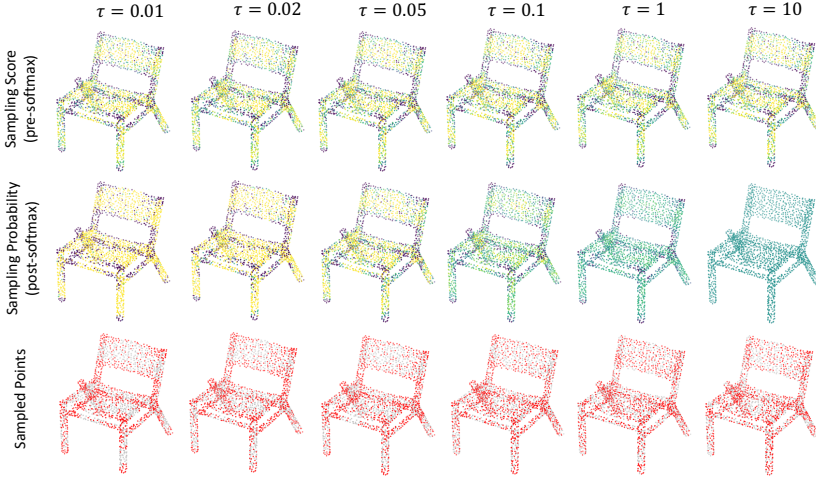 τ = 0.01 τ = 0.02 τ = 0.05 τ = 0.1 τ = 1 τ = 10
Sampling Score
(pre-softmax)
Sampling Probability
(post-softmax)
Sampled Points